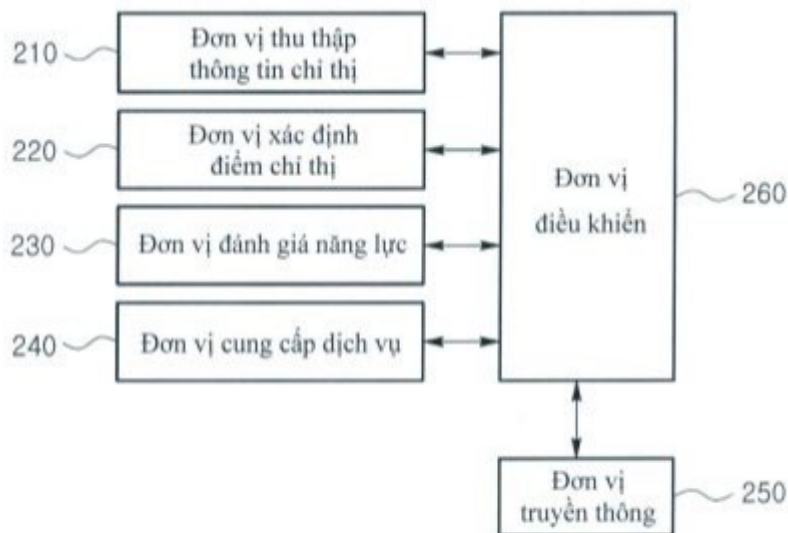 210
Đơn vị thu thập
thông tin chỉ thị
220
Đơn vị xác định
điểm chỉ thị
230
Đơn vị đánh giá năng lực
240
Đơn vị cung cấp dịch vụ
Đơn vị
điều khiển
260
Đơn vị
truyền thông
250